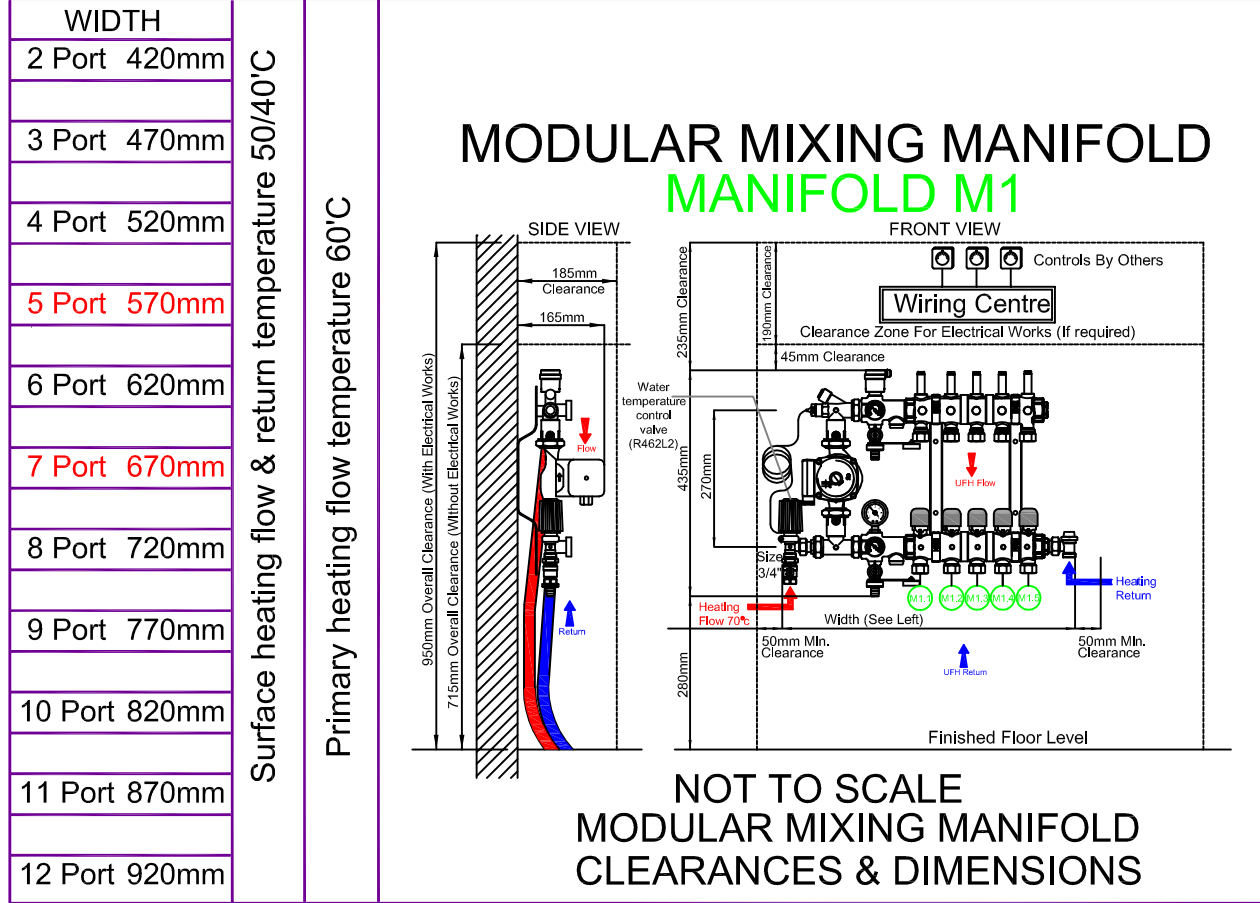 WIDTH
2 Port 420mm
3 Port 470mm
4 Port 520mm
5 Port 570mm
6 Port 620mm
7 Port 670mm
8 Port 720mm
9 Port 770mm
10 Port 820mm
11 Port 870mm
12 Port 920mm
Surface heating flow & return temperature 50/40'C
Primary heating flow temperature 60'C
MODULAR MIXING MANIFOLD
MANIFOLD M1
SIDE VIEW
185mm
Clearance
165mm
950mm Overall Clearance (With Electrical Works)
715mm Overall Clearance (Without Electrical Works)
Flow
Return
FRONT VIEW
235mm Clearance
190mm Clearance
Controls By Others
Wiring Centre
Clearance Zone For Electrical Works (If required)
45mm Clearance
Water
temperature
control
valve
(R462L2)
435mm
270mm
UFH Flow
Size
3/4"
M1.1
M1.2
M1.3
M1.4
M1.5
Heating
Flow 70°c
Heating
Return
Width (See Left)
50mm Min.
Clearance
50mm Min.
Clearance
280mm
UFH Return
Finished Floor Level
NOT TO SCALE
MODULAR MIXING MANIFOLD
CLEARANCES & DIMENSIONS